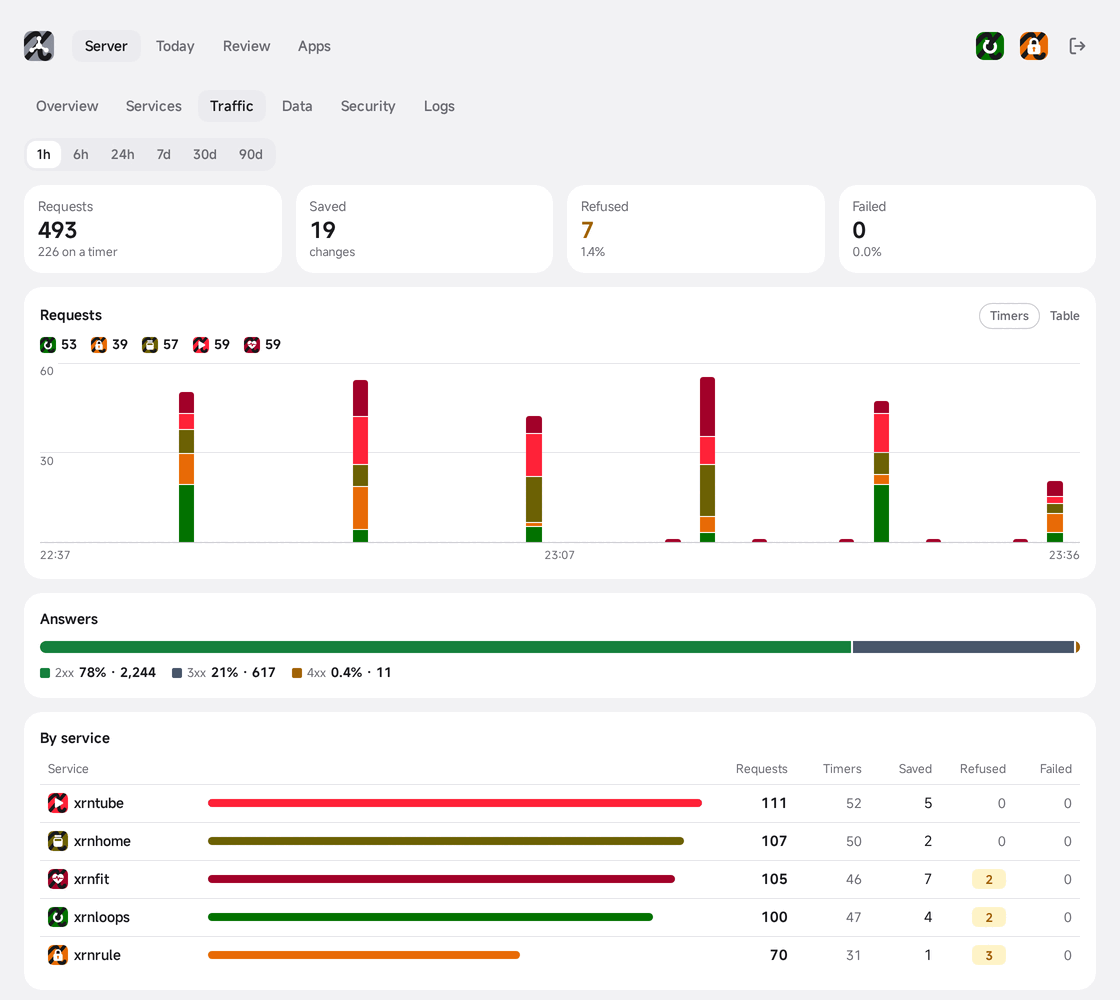 Server Today Review Apps
Overview Services Traffic Data Security Logs
1h 6h 24h 7d 30d 90d
Requests
493
226 on a timer
Saved
19
changes
Refused
7
1.4%
Failed
0
0.0%
Requests
Timers Table
53 39 57 59 59
60
30
22:37 23:07 23:36
Answers
2xx 78% · 2,244 3xx 21% · 617 4xx 0.4% · 11
By service
Service Requests Timers Saved Refused Failed
xrntube 111 52 5 0 0
xrnhome 107 50 2 0 0
xrnfit 105 46 7 2 0
xrnloops 100 47 4 2 0
xrnrule 70 31 1 3 0